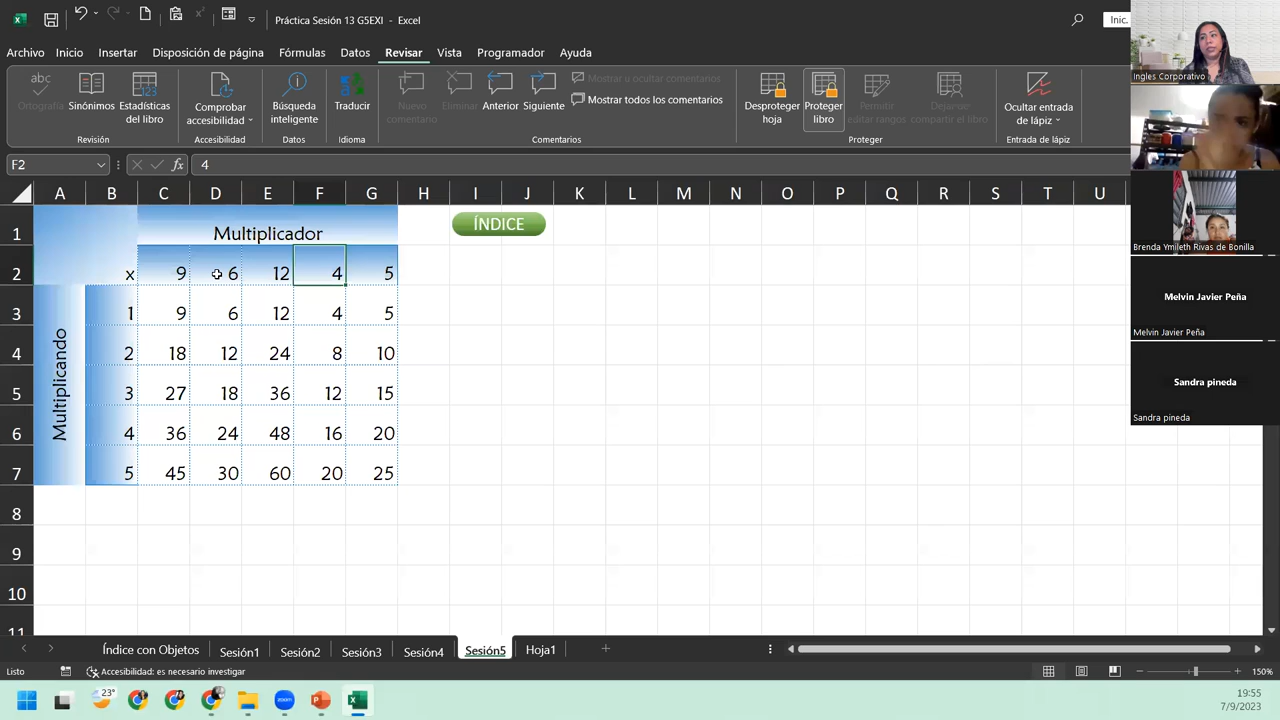 Practica Sesión 13 G5EXI - Excel
Inic.
Inicio Insertar Disposición de página Fórmulas Datos Revisar Vista Programador Ayuda
abc
Ortografía
Sinónimos
Estadísticas del libro
Comprobar accesibilidad
Búsqueda inteligente
Traducir
Nuevo comentario
Eliminar
Anterior
Siguiente
Mostrar u ocultar comentarios
Mostrar todos los comentarios
Desproteger hoja
Proteger libro
Permitir editar rangos
Dejar de compartir el libro
Ocultar entrada de lápiz
Revisión Accesibilidad Datos Idioma Comentarios Proteger Entrada de lápiz
F2 fx 4
A B C D E F G H I J K L M N O P Q R S T U
1 Multiplicador ÍNDICE
2 x 9 6 12 4 5
3 1 9 6 12 4 5
4 2 18 12 24 8 10
5 3 27 18 36 12 15
6 4 36 24 48 16 20
7 5 45 30 60 20 25
Multiplicando
8
9
10
11
Índice con Objetos Sesión1 Sesión2 Sesión3 Sesión4 Sesión5 Hoja1
Listo Accesibilidad: es necesario investigar 150%
23°
19:55
7/9/2023
Ingles Corporativo
Brenda Ymileth Rivas de Bonilla
Melvin Javier Peña
Melvin Javier Peña
Sandra pineda
Sandra pineda